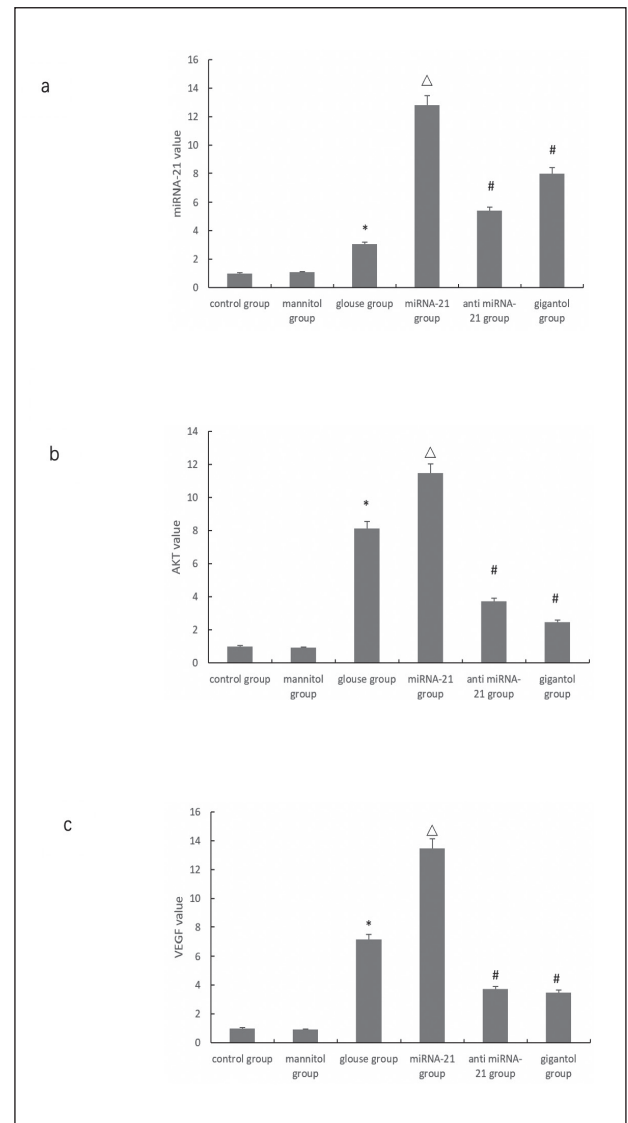 a
miRNA-21 value
16
14
12
10
8
6
4
2
0
△
*
#
#
control group
mannitol group
glouse group
miRNA-21 group
anti miRNA-21 group
gigantol group
b
AKT value
14
12
10
8
6
4
2
0
△
*
#
#
control group
mannitol group
glouse group
miRNA-21 group
anti miRNA-21 group
gigantol group
c
VEGF value
16
14
12
10
8
6
4
2
0
△
*
#
#
control group
mannitol group
glouse group
miRNA-21 group
anti miRNA-21 group
gigantol group